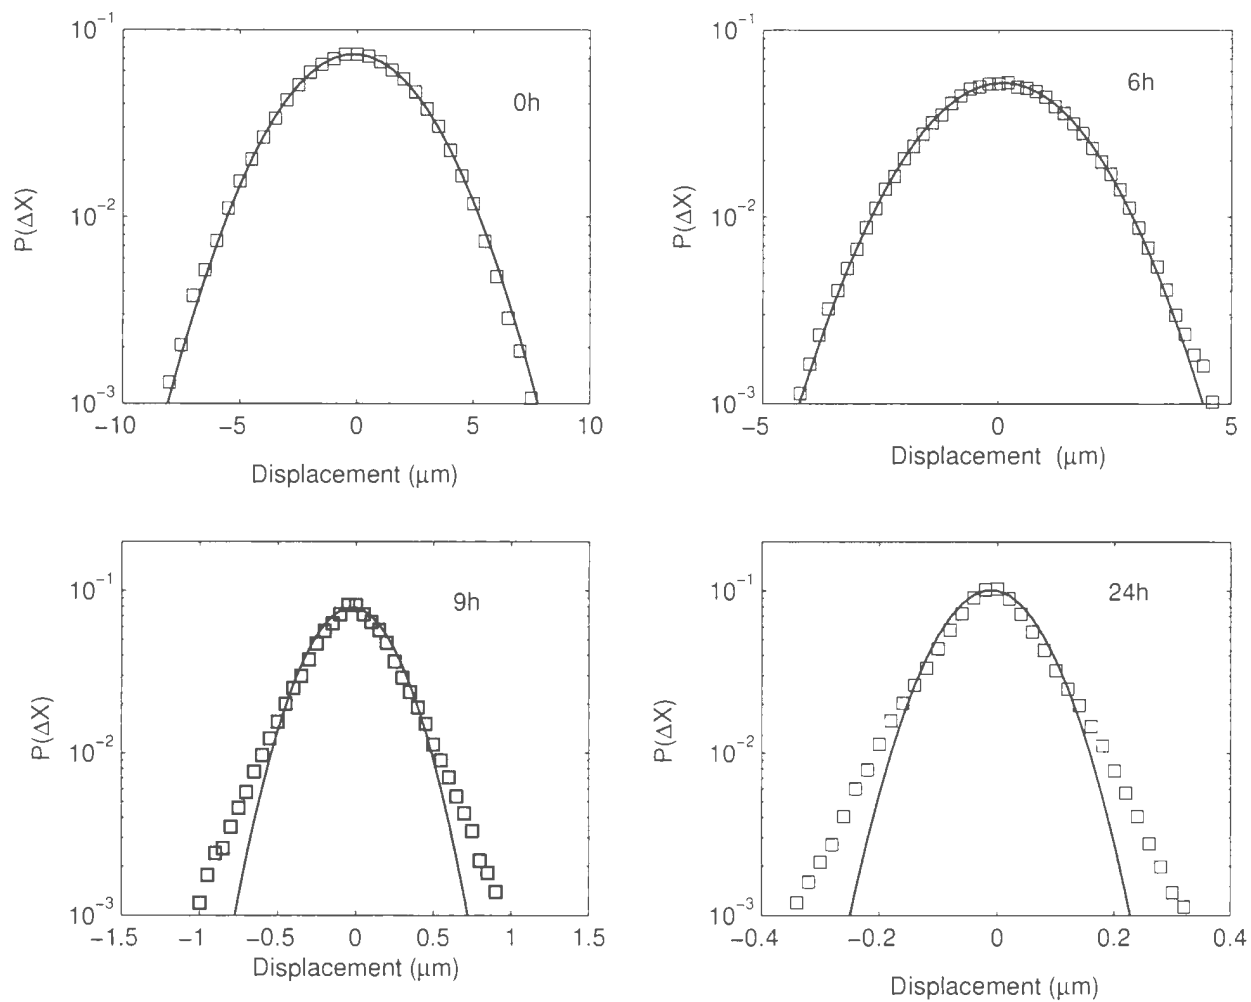 10^-1
0h
P(ΔX)
10^-2
10^-3
−10
−5
0
5
10
Displacement (μm)
10^-1
6h
P(ΔX)
10^-2
10^-3
−5
0
5
Displacement (μm)
10^-1
9h
P(ΔX)
10^-2
10^-3
−1.5
−1
−0.5
0
0.5
1
1.5
Displacement (μm)
10^-1
24h
P(ΔX)
10^-2
10^-3
−0.4
−0.2
0
0.2
0.4
Displacement (μm)